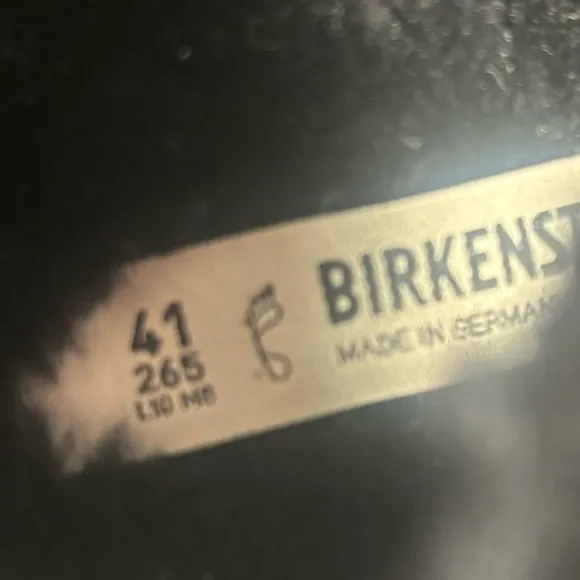 41
265
L10 M8
BIRKENST
MADE IN GERMAN